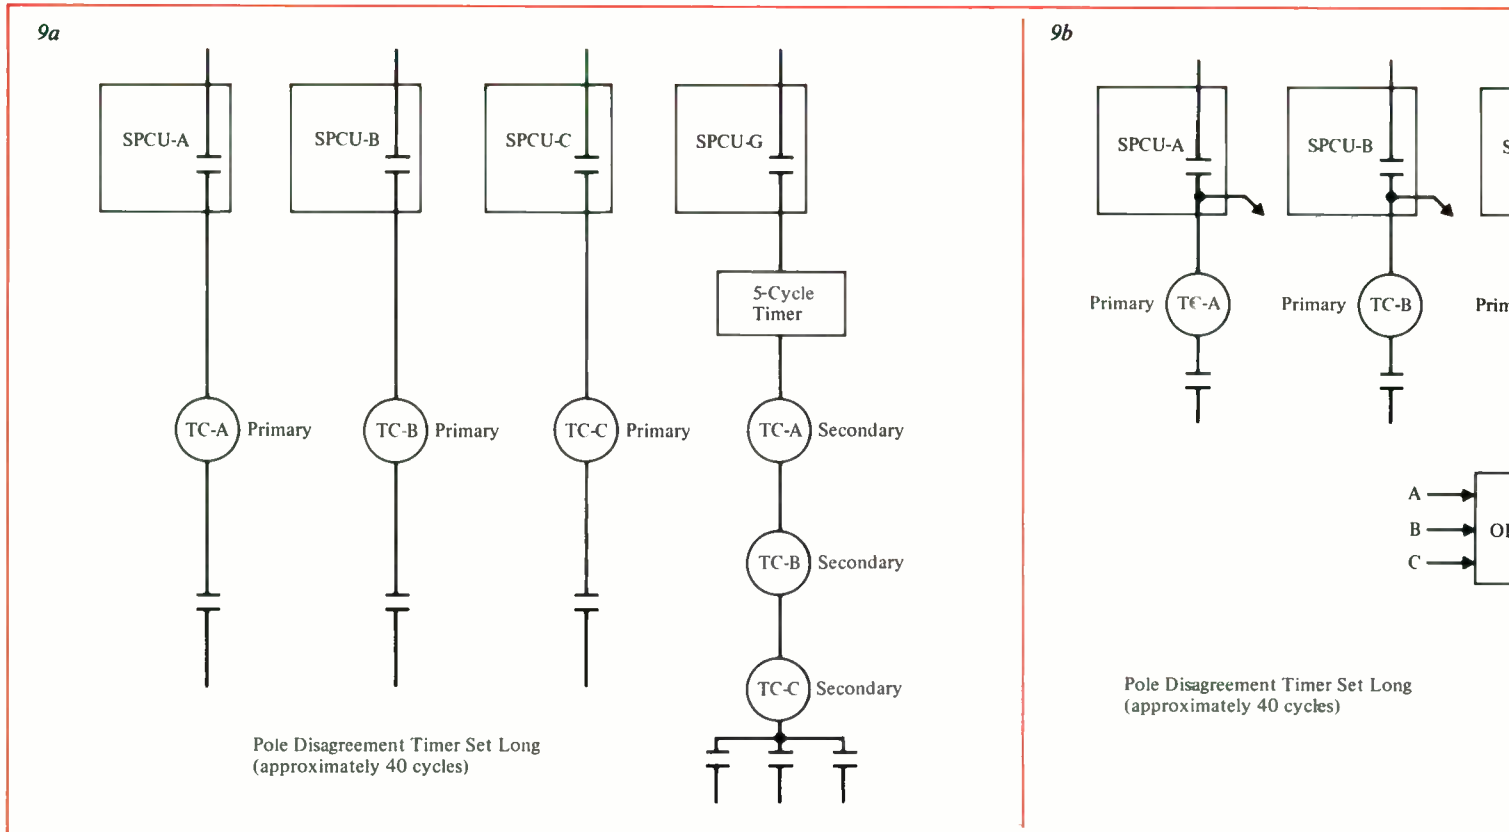 9a
SPCU-A
SPCU-B
SPCU-C
SPCU-G
5-Cycle
Timer
TC-A Primary
TC-B Primary
TC-C Primary
TC-A Secondary
TC-B Secondary
TC-C Secondary
Pole Disagreement Timer Set Long
(approximately 40 cycles)
9b
SPCU-A
SPCU-B
S
Primary TC-A
Primary TC-B
Prim
A
B
C
Pole Disagreement Timer Set Long
(approximately 40 cycles)